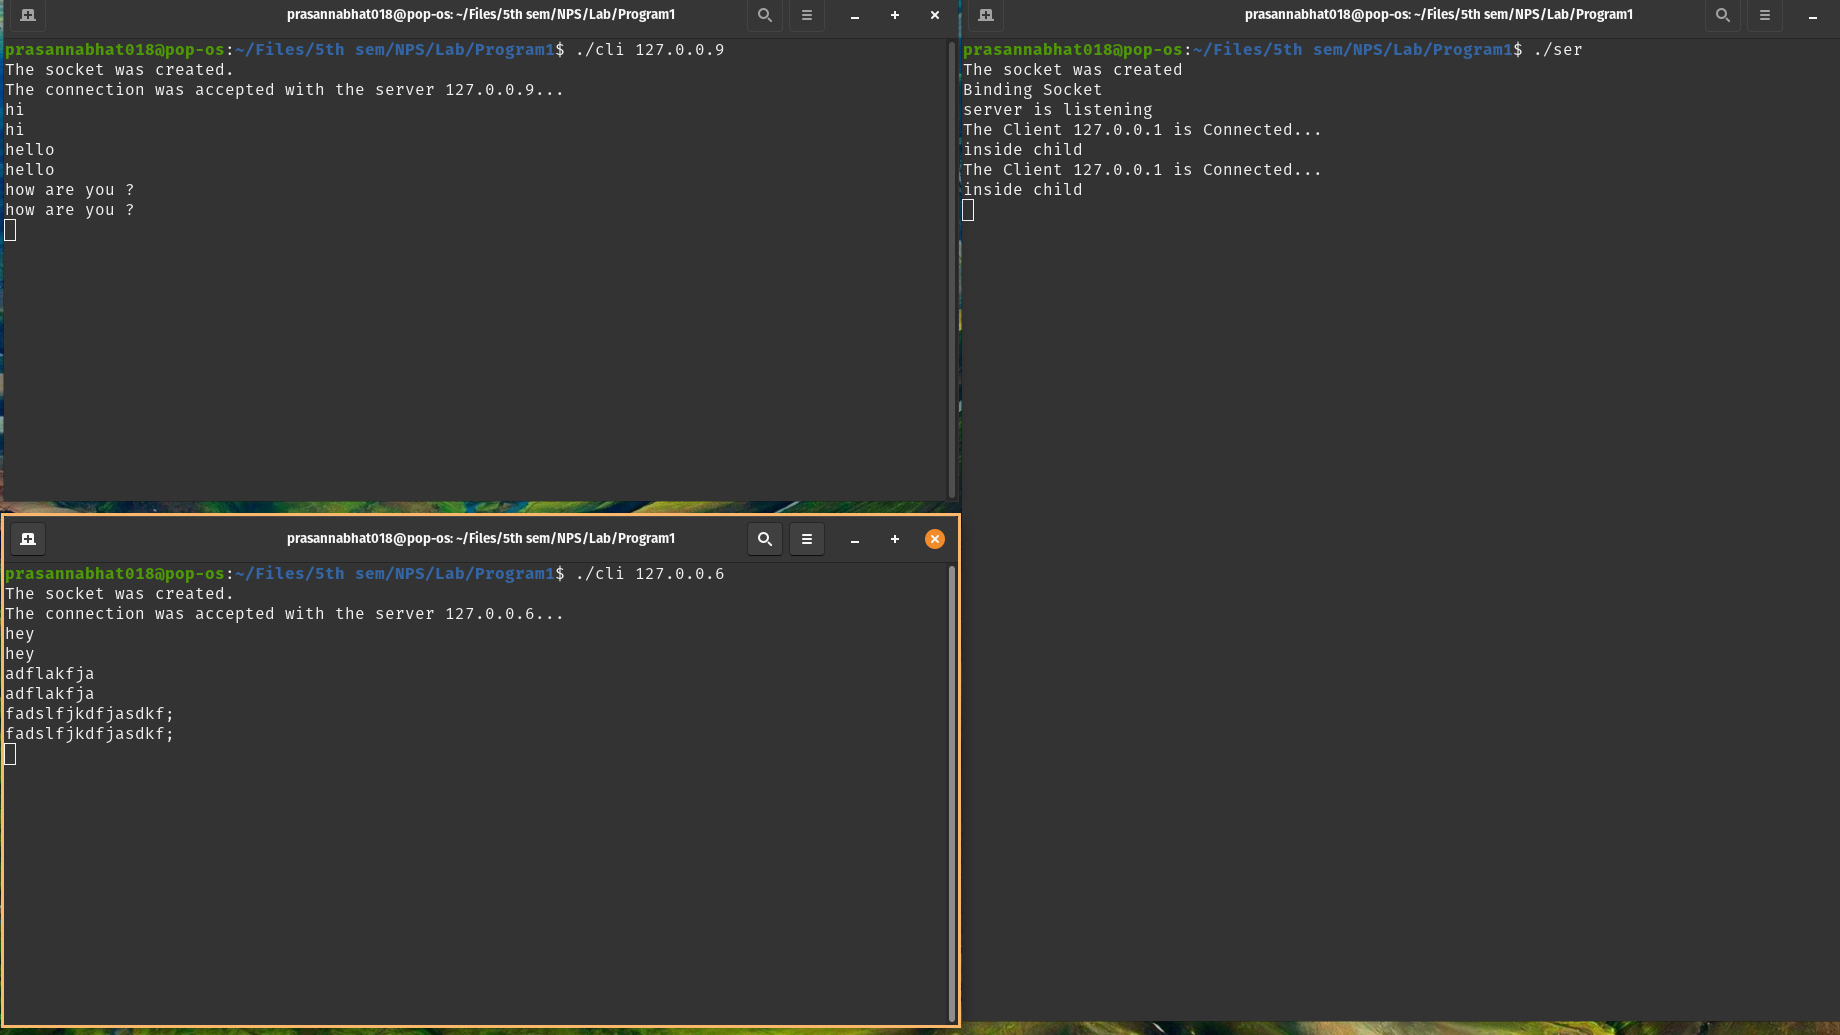 prasannabhat018@pop-os: ~/Files/5th sem/NPS/Lab/Program1
prasannabhat018@pop-os:~/Files/5th sem/NPS/Lab/Program1$ ./cli 127.0.0.9
The socket was created.
The connection was accepted with the server 127.0.0.9...
hi
hi
hello
hello
how are you ?
how are you ?
prasannabhat018@pop-os: ~/Files/5th sem/NPS/Lab/Program1
prasannabhat018@pop-os:~/Files/5th sem/NPS/Lab/Program1$ ./cli 127.0.0.6
The socket was created.
The connection was accepted with the server 127.0.0.6...
hey
hey
adflakfja
adflakfja
fadslfjkdfjasdkf;
fadslfjkdfjasdkf;
prasannabhat018@pop-os: ~/Files/5th sem/NPS/Lab/Program1
prasannabhat018@pop-os:~/Files/5th sem/NPS/Lab/Program1$ ./ser
The socket was created
Binding Socket
server is listening
The Client 127.0.0.1 is Connected...
inside child
The Client 127.0.0.1 is Connected...
inside child